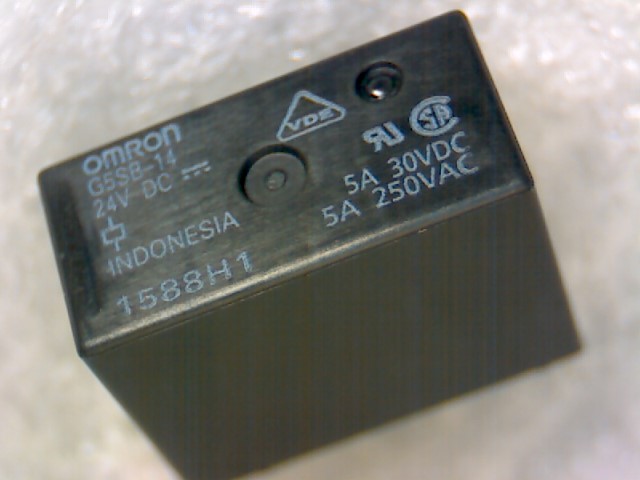 OMRON
G5SB-14
24V DC
INDONESIA
1588H1
VDE
5A 30VDC
5A 250VAC